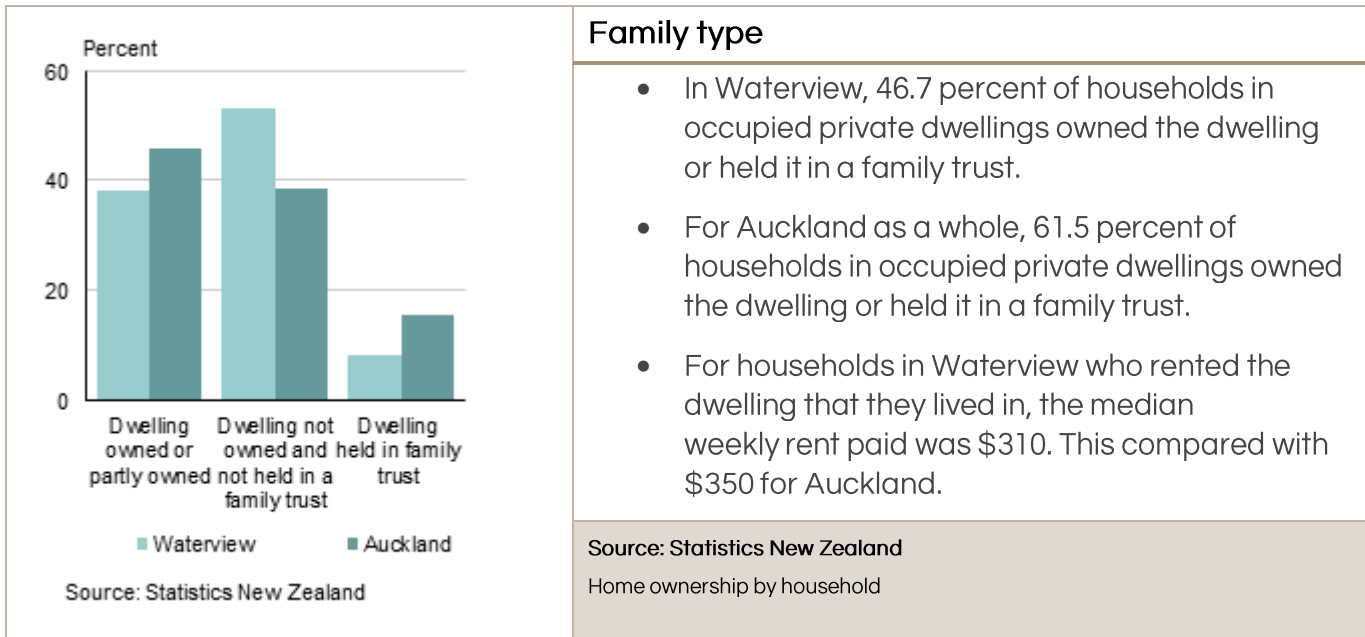 Percent
60
40
20
0
Dwelling owned or partly owned
Dwelling not owned and not held in a family trust
Dwelling held in family trust
Waterview
Auckland
Source: Statistics New Zealand
Family type
• In Waterview, 46.7 percent of households in
occupied private dwellings owned the dwelling
or held it in a family trust.
• For Auckland as a whole, 61.5 percent of
households in occupied private dwellings owned
the dwelling or held it in a family trust.
• For households in Waterview who rented the
dwelling that they lived in, the median
weekly rent paid was $310. This compared with
$350 for Auckland.
Source: Statistics New Zealand
Home ownership by household